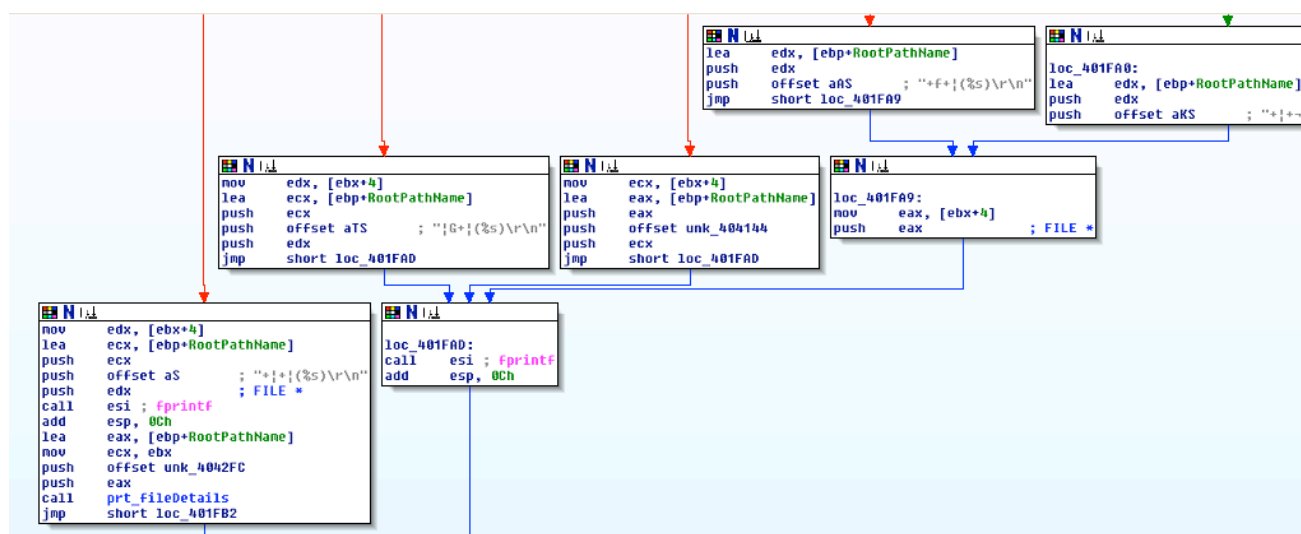 lea edx, [ebp+RootPathName]
push edx
push offset aAS ; "+f+¦(%s)\r\n"
jmp short loc_401FA9
loc_401FA0:
lea edx, [ebp+RootPathName]
push edx
push offset aKS ; "+¦+¬
mov edx, [ebx+4]
lea ecx, [ebp+RootPathName]
push ecx
push offset aTS ; "¦G+¦(%s)\r\n"
push edx
jmp short loc_401FAD
mov ecx, [ebx+4]
lea eax, [ebp+RootPathName]
push eax
push offset unk_404144
push ecx
jmp short loc_401FAD
loc_401FA9:
mov eax, [ebx+4]
push eax ; FILE *
mov edx, [ebx+4]
lea ecx, [ebp+RootPathName]
push ecx
push offset aS ; "+¦+¦(%s)\r\n"
push edx ; FILE *
call esi ; fprintf
add esp, 0Ch
lea eax, [ebp+RootPathName]
mov ecx, ebx
push offset unk_4042FC
push eax
call prt_fileDetails
jmp short loc_401FB2
loc_401FAD:
call esi ; fprintf
add esp, 0Ch